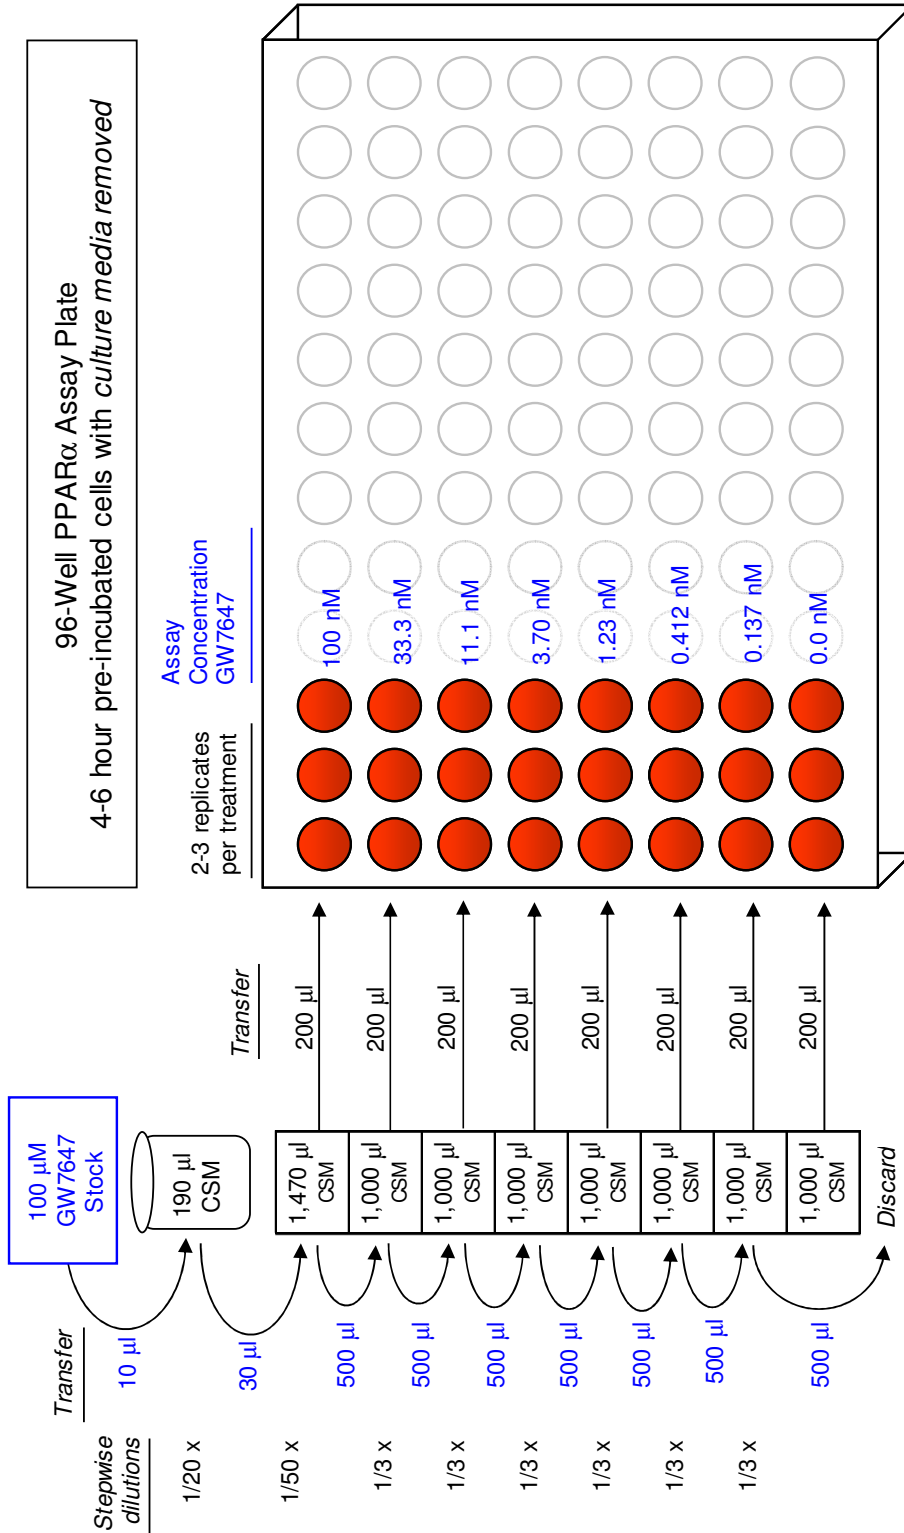 96-Well PPARα Assay Plate
4-6 hour pre-incubated cells with culture media removed
100 µM
GW7647
Stock
Stepwise
dilutions
Transfer
Transfer
2-3 replicates
per treatment
Assay
Concentration
GW7647
1/20 x
10 µl
190 µl
CSM
1/50 x
30 µl
1,470 µl
CSM
200 µl
100 nM
1/3 x
500 µl
1,000 µl
CSM
200 µl
33.3 nM
1/3 x
500 µl
1,000 µl
CSM
200 µl
11.1 nM
1/3 x
500 µl
1,000 µl
CSM
200 µl
3.70 nM
1/3 x
500 µl
1,000 µl
CSM
200 µl
1.23 nM
1/3 x
500 µl
1,000 µl
CSM
200 µl
0.412 nM
1/3 x
500 µl
1,000 µl
CSM
200 µl
0.137 nM
500 µl
1,000 µl
CSM
200 µl
0.0 nM
Discard